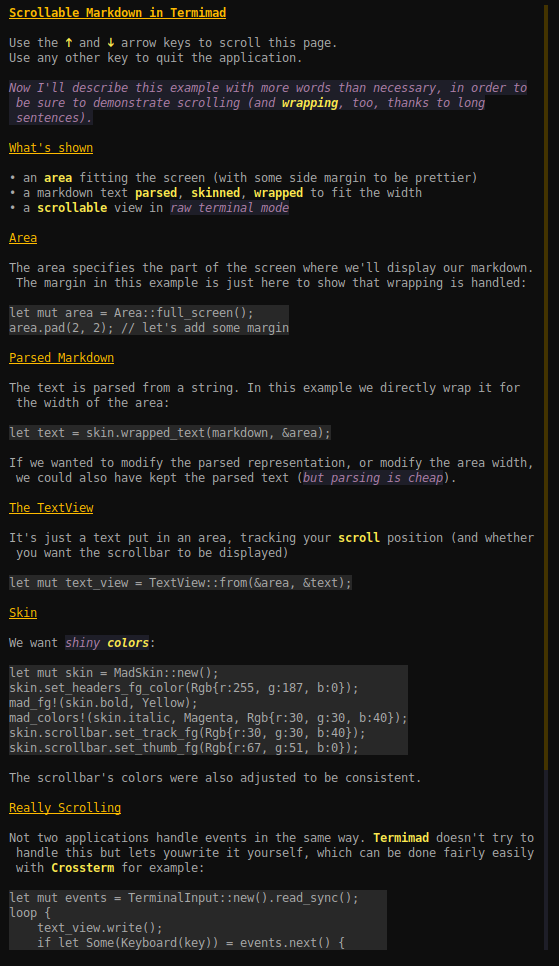 Scrollable Markdown in Termimad
Use the ↑ and ↓ arrow keys to scroll this page.
Use any other key to quit the application.
Now I'll describe this example with more words than necessary, in order to
be sure to demonstrate scrolling (and wrapping, too, thanks to long
sentences).
What's shown
• an area fitting the screen (with some side margin to be prettier)
• a markdown text parsed, skinned, wrapped to fit the width
• a scrollable view in raw terminal mode
Area
The area specifies the part of the screen where we'll display our markdown.
The margin in this example is just here to show that wrapping is handled:
let mut area = Area::full_screen();
area.pad(2, 2); // let's add some margin
Parsed Markdown
The text is parsed from a string. In this example we directly wrap it for
the width of the area:
let text = skin.wrapped_text(markdown, &area);
If we wanted to modify the parsed representation, or modify the area width,
we could also have kept the parsed text (but parsing is cheap).
The TextView
It's just a text put in an area, tracking your scroll position (and whether
you want the scrollbar to be displayed)
let mut text_view = TextView::from(&area, &text);
Skin
We want shiny colors:
let mut skin = MadSkin::new();
skin.set_headers_fg_color(Rgb{r:255, g:187, b:0});
mad_fg!(skin.bold, Yellow);
mad_colors!(skin.italic, Magenta, Rgb{r:30, g:30, b:40});
skin.scrollbar.set_track_fg(Rgb{r:30, g:30, b:40});
skin.scrollbar.set_thumb_fg(Rgb{r:67, g:51, b:0});
The scrollbar's colors were also adjusted to be consistent.
Really Scrolling
Not two applications handle events in the same way. Termimad doesn't try to
handle this but lets youwrite it yourself, which can be done fairly easily
with Crossterm for example:
let mut events = TerminalInput::new().read_sync();
loop {
    text_view.write();
    if let Some(Keyboard(key)) = events.next() {